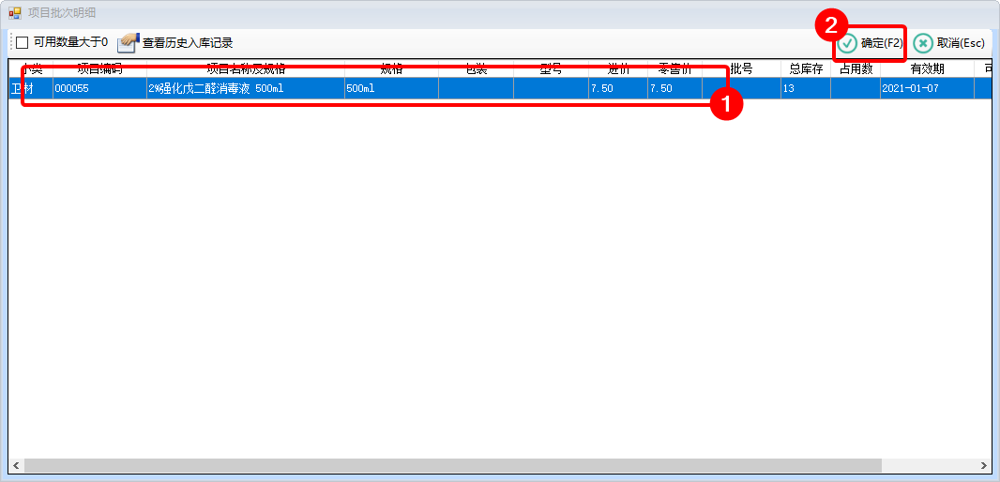 项目批次明细
可用数量大于0 查看历史入库记录 2 确定(F2) 取消(Esc)
小类 项目编码 项目名称及规格 规格 包装 型号 进价 零售价 批号 总库存 占用数 有效期
卫材 000055 2%强化戊二醛消毒液 500ml 500ml 7.50 7.50 13 2021-01-07
1